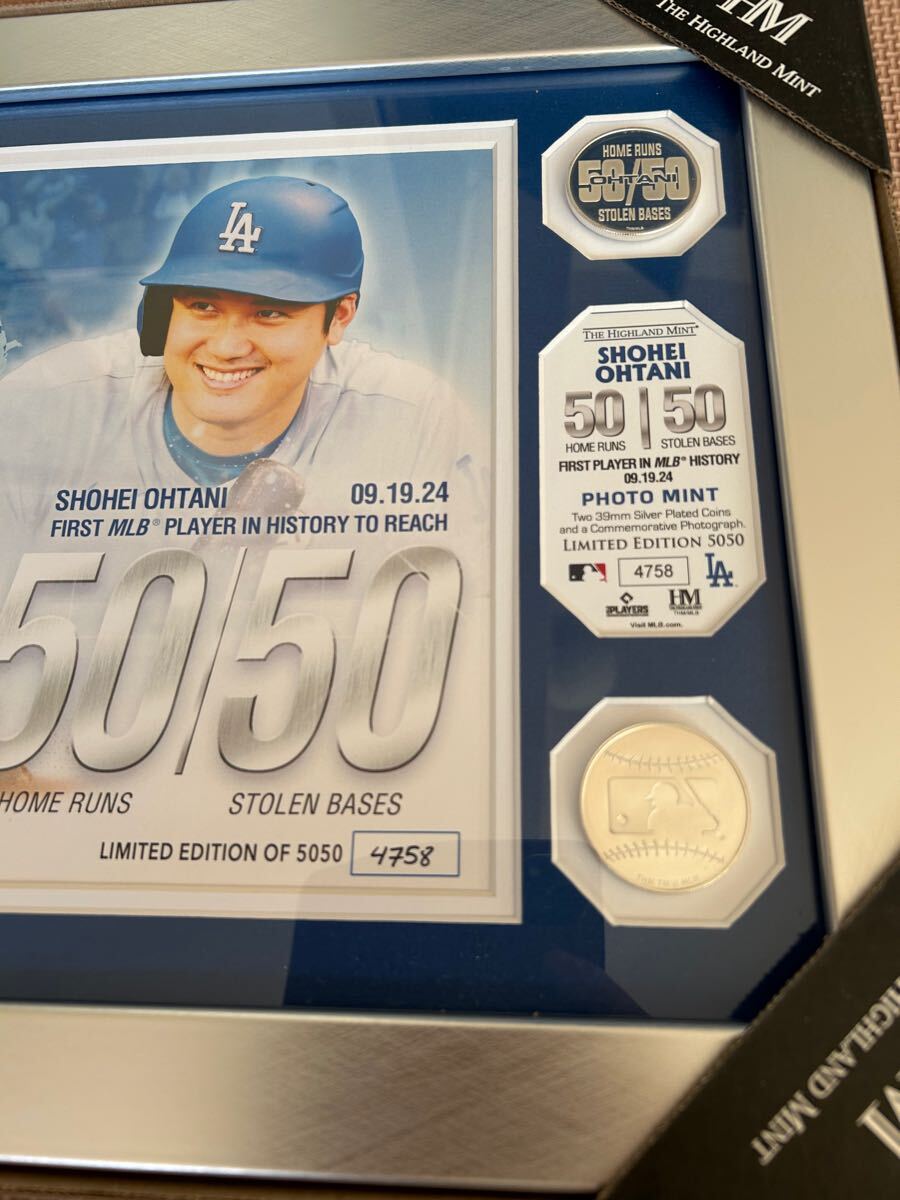 HM
THE HIGHLAND MINT
LA
HOME RUNS
50/50
OHTANI
STOLEN BASES
THE HIGHLAND MINT®
SHOHEI
OHTANI
50 | 50
HOME RUNS STOLEN BASES
FIRST PLAYER IN MLB® HISTORY
09.19.24
PHOTO MINT
Two 39mm Silver Plated Coins
and a Commemorative Photograph.
LIMITED EDITION 5050
4758
LA
PLAYERS
HM
Visit MLB.com.
SHOHEI OHTANI 09.19.24
FIRST MLB® PLAYER IN HISTORY TO REACH
50/50
HOME RUNS STOLEN BASES
LIMITED EDITION OF 5050 4758
HIGHLAND MINT